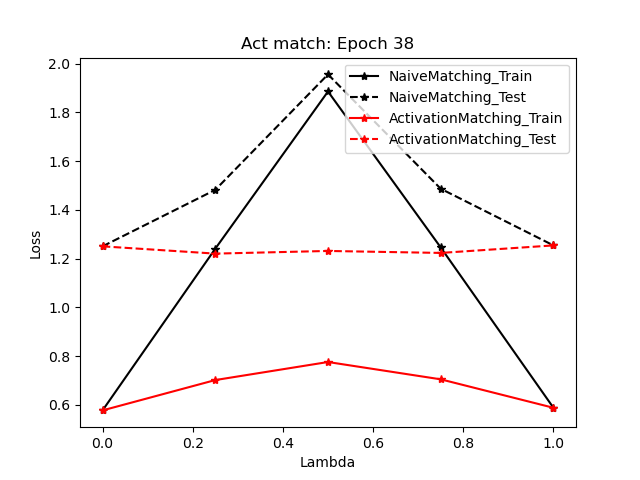 Act match: Epoch 38
NaiveMatching_Train
NaiveMatching_Test
ActivationMatching_Train
ActivationMatching_Test
Loss
2.0
1.8
1.6
1.4
1.2
1.0
0.8
0.6
0.0 0.2 0.4 0.6 0.8 1.0
Lambda